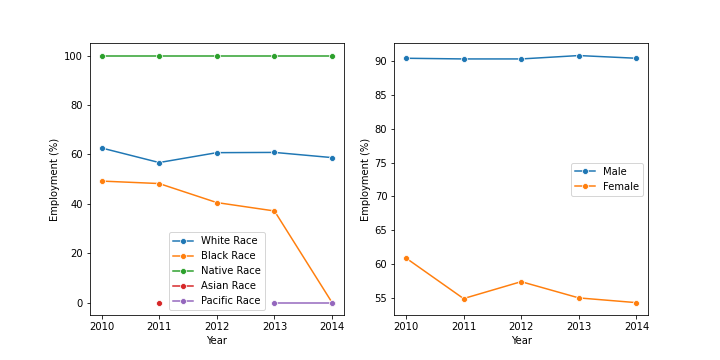 100
80
60
40
20
0
Employment (%)
White Race
Black Race
Native Race
Asian Race
Pacific Race
2010 2011 2012 2013 2014
Year
90
85
80
75
70
65
60
55
Employment (%)
Male
Female
2010 2011 2012 2013 2014
Year